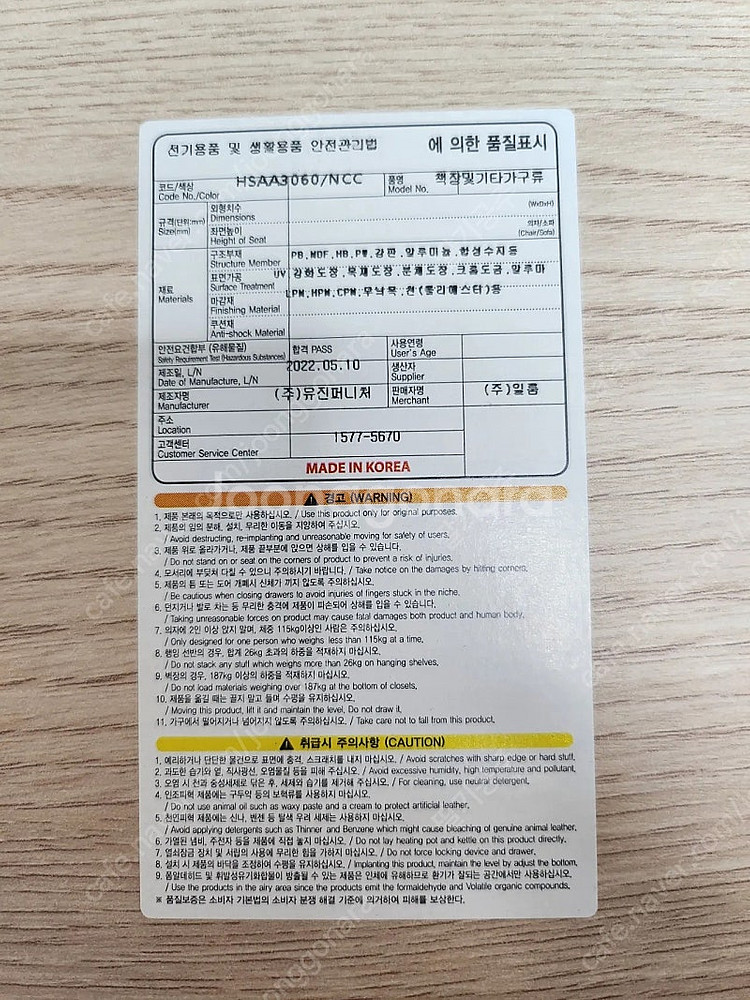 전기용품 및 생활용품 안전관리법 에 의한 품질표시
코드/색상 HSAA3060/NCC 품명 책장및기타가구류
Code No./Color Model No.
규격(단위:mm) 외형치수 (WxDxH)
Size(mm) Dimensions
좌면높이 의자/소파
Height of Seat (Chair/Sofa)
구조부재 PB,MDF,HB,PW,강판,알루미늄,합성수지등
Structure Member
재료 표면가공 UV,강화도장,목재도장,분체도장,크롬도금,알루마
Materials Surface Treatment
마감재 LPM,HPM,CPM,무늬목,천(폴리에스터)용
Finishing Material
쿠션재
Anti-shock Material
안전요건합부 (유해물질) 합격 PASS 사용연령
Safety Requirement Test (Hazardous Substances) User's Age
제조일, L/N 2022.05.10 생산자
Date of Manufacture, L/N Supplier
제조자명 (주)유진퍼니처 판매자명 (주)일룸
Manufacturer Merchant
주소
Location
고객센터 1577-5670
Customer Service Center
MADE IN KOREA
경고 (WARNING)
1. 제품 본래의 목적으로만 사용하십시오. / Use this product only for original purposes.
2. 제품의 임의 분해, 설치, 무리한 이동을 지양하여 주십시오.
/ Avoid destructing, re-implanting and unreasonable moving for safety of users.
3. 제품 위로 올라가거나, 제품 끝부분에 앉으면 상해를 입을 수 있습니다.
/ Do not stand on or seat on the corners of product to prevent a risk of injuries.
4. 모서리에 부딪쳐 다칠 수 있으니 주의하시기 바랍니다. / Take notice on the damages by hitting corners.
5. 제품의 틈 또는 도어 개폐시 신체가 끼지 않도록 주의하십시오.
/ Be cautious when closing drawers to avoid injuries of fingers stuck in the niche.
6. 던지거나 발로 차는 등 무리한 충격에 제품이 파손되어 상해를 입을 수 있습니다.
/ Taking unreasonable forces on product may cause fatal damages both product and human body.
7. 의자에 2인 이상 앉지 말며, 체중 115kg이상인 사람은 주의하십시오.
/ Only designed for one person who weighs less than 115kg at a time.
8. 행잉 선반의 경우, 합계 26kg 초과의 하중을 적재하지 마십시오.
/ Do not stack any stuff which weighs more than 26kg on hanging shelves.
9. 벽장의 경우, 187kg 이상의 하중을 적재하지 마십시오.
/ Do not load materials weighing over 187kg at the bottom of closets.
10. 제품을 옮길 때는 끌지 말고 들며 수평을 유지하십시오.
/ Moving this product, lift it and maintain the level. Do not draw it.
11. 가구에서 떨어지거나 넘어지지 않도록 주의하십시오. / Take care not to fall from this product.
취급시 주의사항 (CAUTION)
1. 예리하거나 단단한 물건으로 표면에 충격, 스크래치를 내지 마십시오. / Avoid scratches with sharp edge or hard stuff.
2. 과도한 습기와 열, 직사광선, 오염물질 등을 피해 주십시오. / Avoid excessive humidity, high temperature and pollutant.
3. 오염 시 천과 중성세제로 닦은 후, 세제와 습기를 제거해 주십시오. / For cleaning, use neutral detergent.
4. 인조피혁 제품에는 구두약 등의 보혁류를 사용하지 마십시오.
/ Do not use animal oil such as waxy paste and a cream to protect artificial leather.
5. 천인피혁 제품에는 신나, 벤젠 등 탈색 우려 세제는 사용하지 마십시오.
/ Avoid applying detergents such as Thinner and Benzene which might cause bleaching of genuine animal leather.
6. 가열된 냄비, 주전자 등을 제품에 직접 놓지 마십시오. / Do not lay heating pot and kettle on this product directly.
7. 열쇠잠금 장치 및 서랍의 사용에 무리한 힘을 가하지 마십시오. / Do not force locking device and drawer.
8. 설치 시 제품의 바닥을 조정하여 수평을 유지하십시오. / Implanting this product, maintain the level by adjust the bottom.
9. 폼알데히드 및 휘발성유기화합물이 방출될 수 있는 제품은 인체에 유해하므로 환기가 잘되는 공간에서만 사용하십시오.
/ Use the products in the airy area since the products emit the formaldehyde and Volatile organic compounds.
※ 품질보증은 소비자 기본법의 소비자 분쟁 해결 기준에 의거하여 피해를 보상한다.